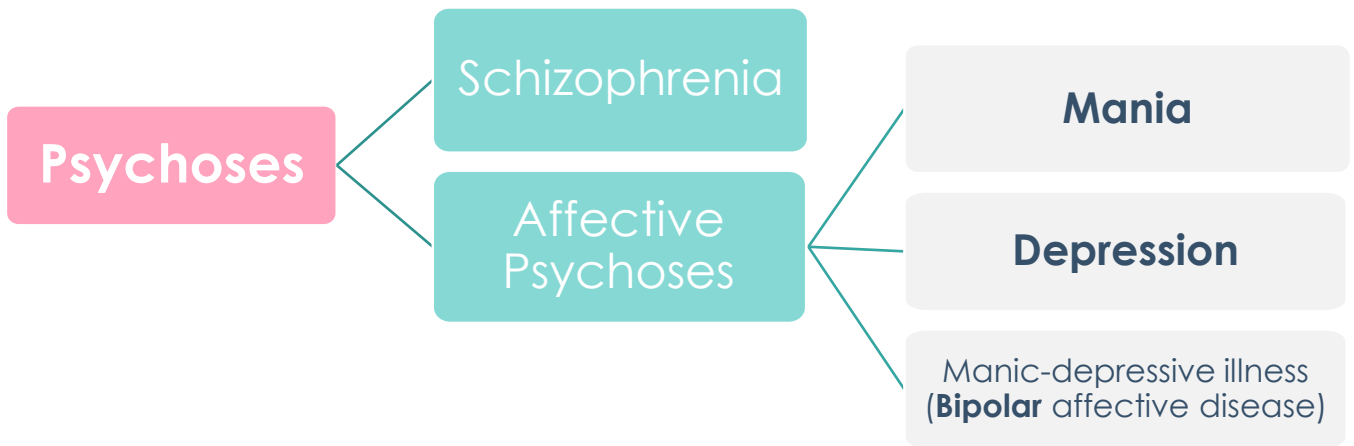 Psychoses
Schizophrenia
Affective
Psychoses
Mania
Depression
Manic-depressive illness
(Bipolar affective disease)